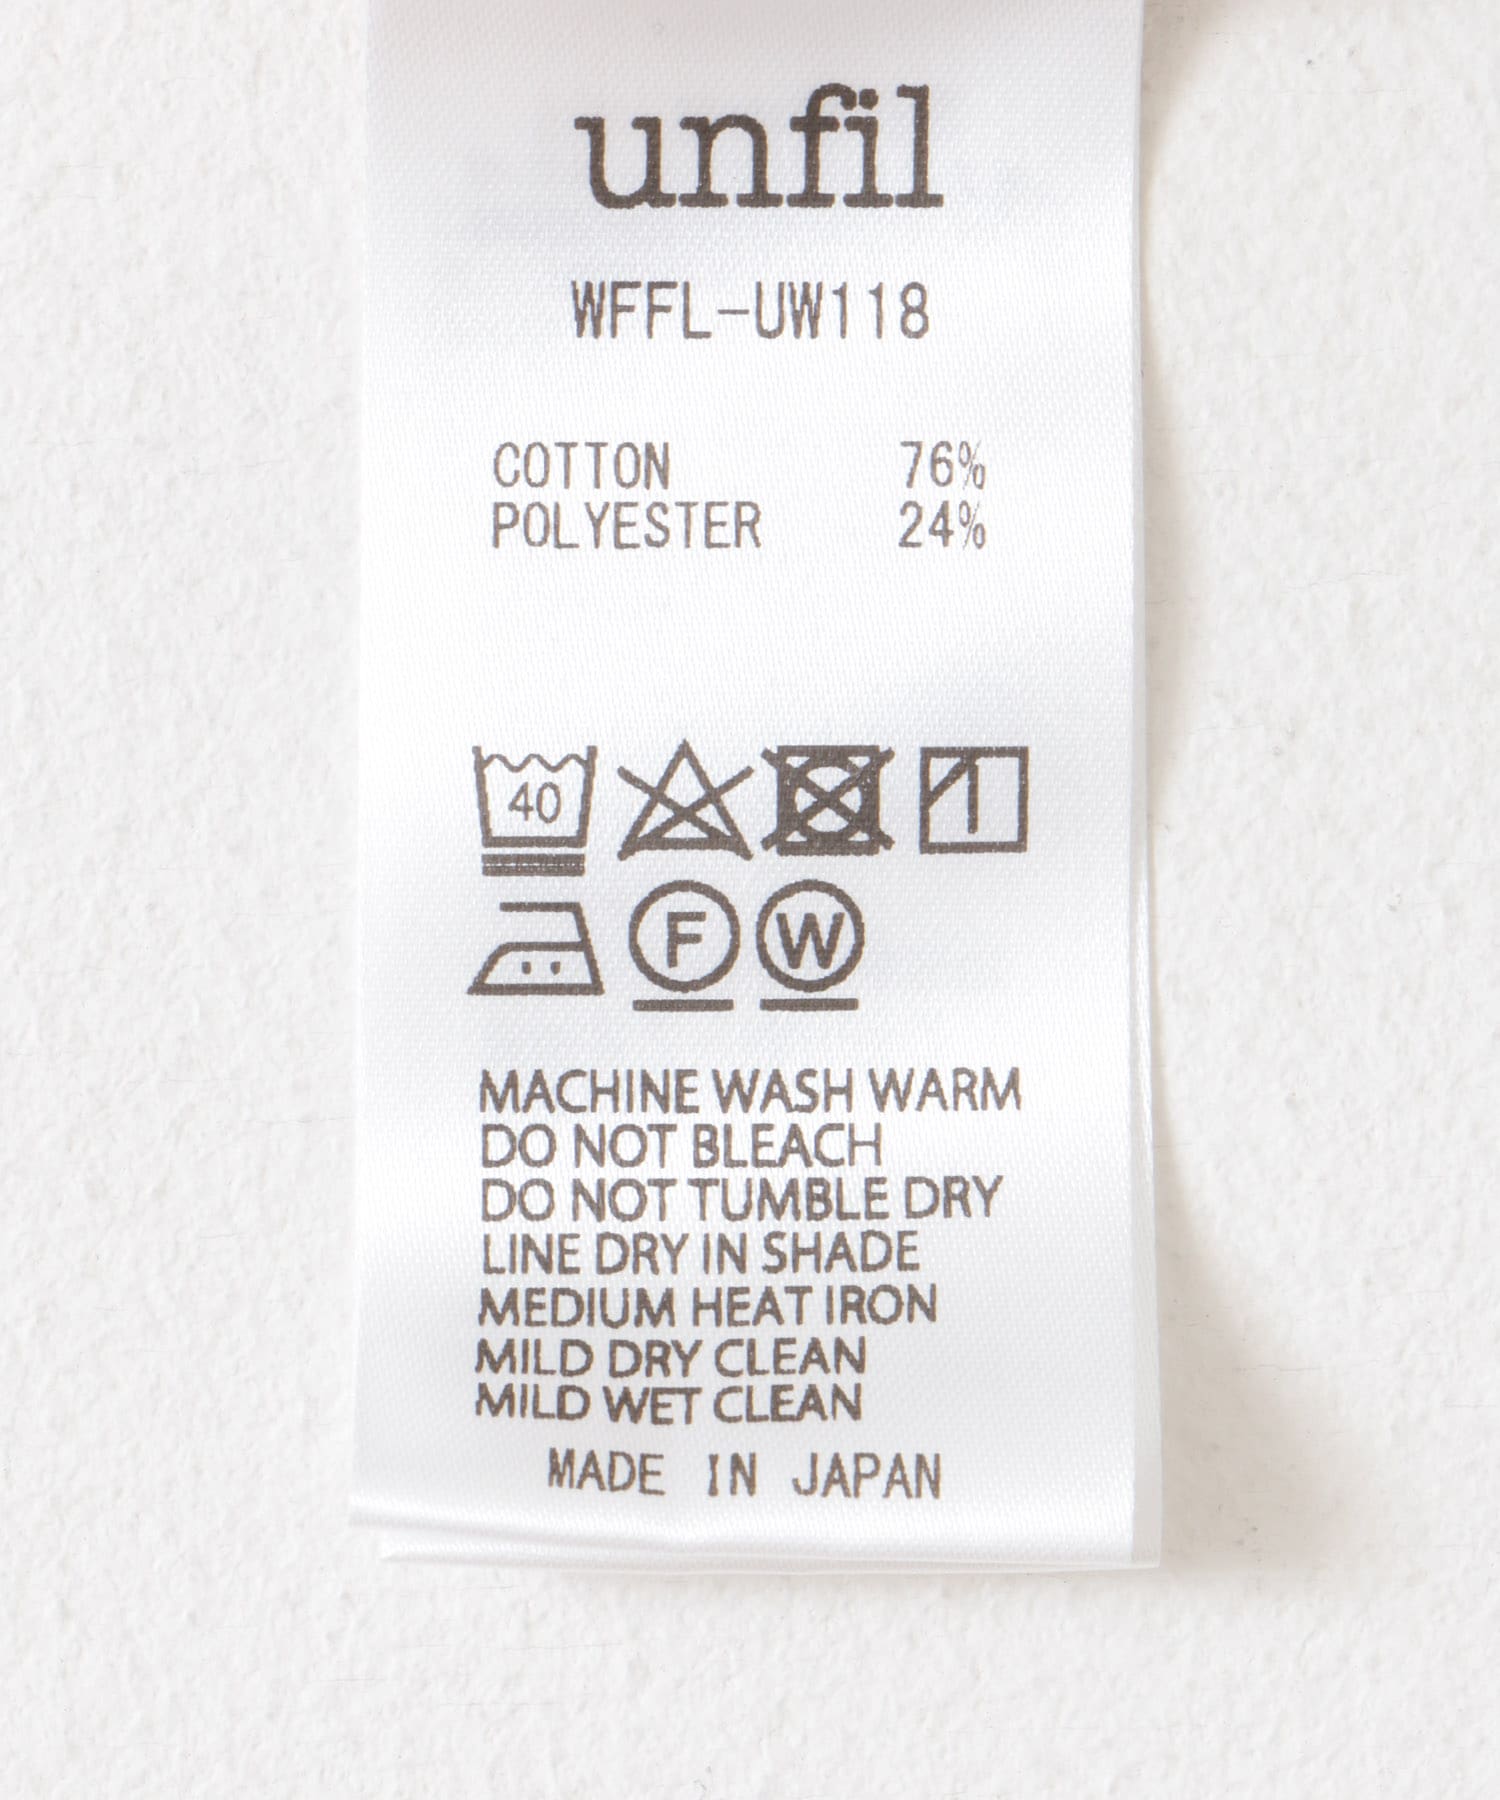 unfil
WFFL-UW118
COTTON 76%
POLYESTER 24%
40
F W
MACHINE WASH WARM
DO NOT BLEACH
DO NOT TUMBLE DRY
LINE DRY IN SHADE
MEDIUM HEAT IRON
MILD DRY CLEAN
MILD WET CLEAN
MADE IN JAPAN